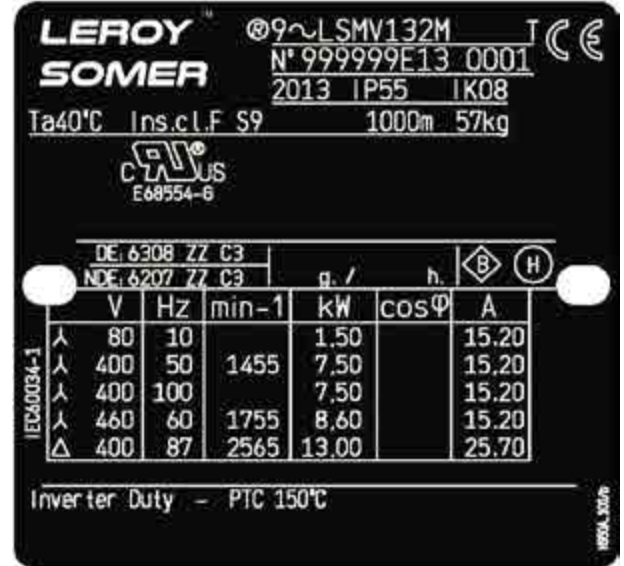 LEROY ®9~LSMV132M T CE
SOMER N° 999999E13 0001
2013 IP55 IK08
Ta40°C Ins.cl.F S9 1000m 57kg
C RU ® US
E68554-G
DE: 6308 ZZ C3
NDE: 6207 ZZ C3 g. / h. B H
V Hz min-1 kW cosφ A
⅄ 80 10 1,50 15.20
⅄ 400 50 1455 7,50 15.20
⅄ 400 100 7,50 15.20
⅄ 460 60 1755 8,60 15.20
Δ 400 87 2565 13,00 25.70
IEC60034-1
Inverter Duty - PTC 150°C